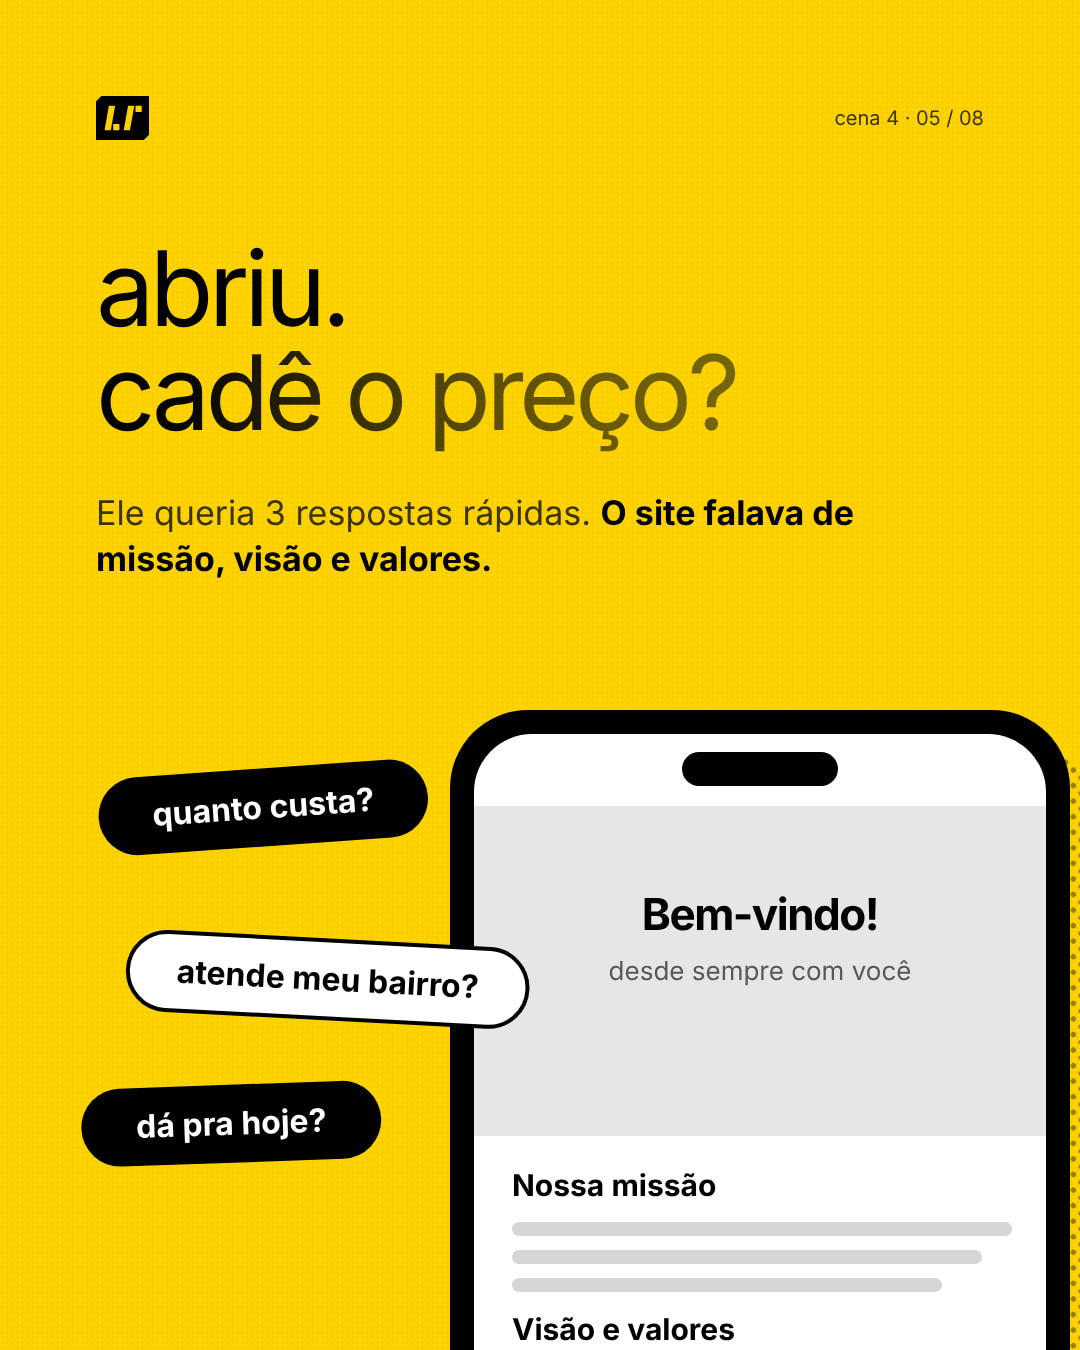 cena 4 · 05 / 08
abriu.
cadê o preço?
Ele queria 3 respostas rápidas. O site falava de
missão, visão e valores.
quanto custa?
atende meu bairro?
dá pra hoje?
Bem-vindo!
desde sempre com você
Nossa missão
Visão e valores